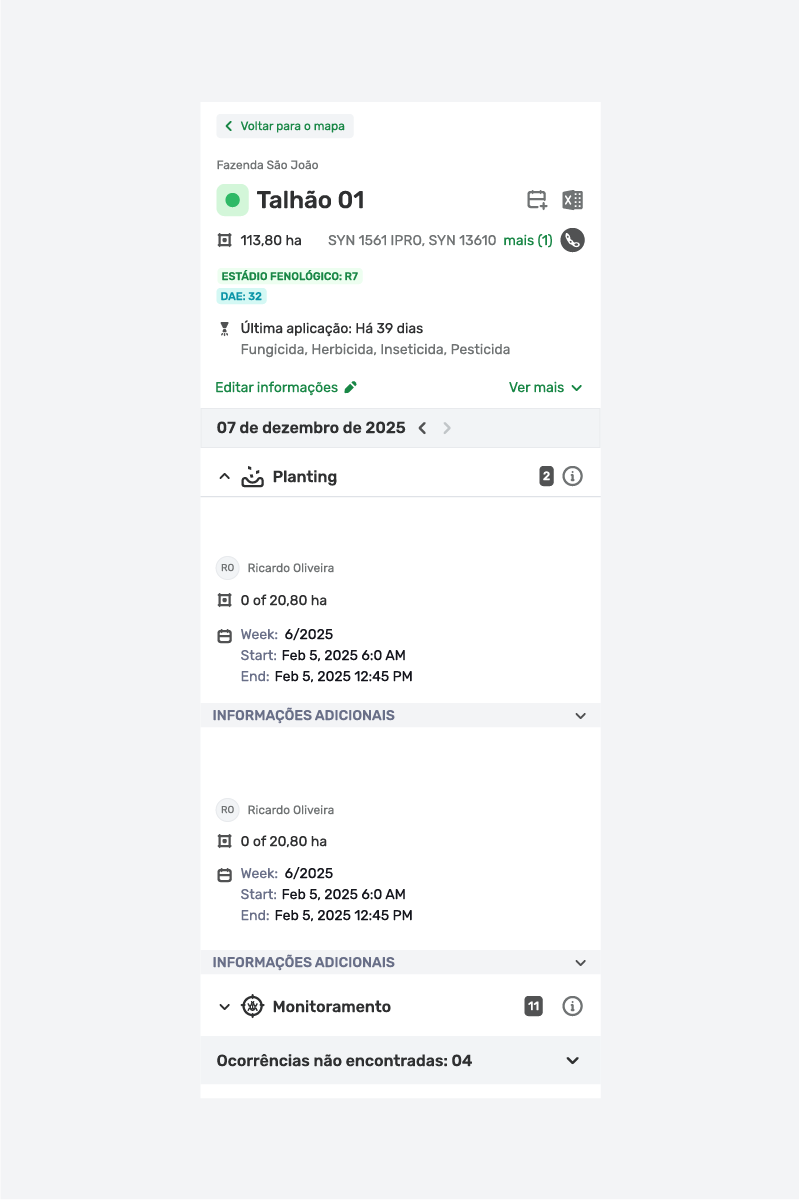 Voltar para o mapa
Fazenda São João
Talhão 01
113,80 ha SYN 1561 IPRO, SYN 13610 mais (1)
ESTÁDIO FENOLÓGICO: R7
DAE: 32
Última aplicação: Há 39 dias
Fungicida, Herbicida, Inseticida, Pesticida
Editar informações Ver mais
07 de dezembro de 2025
Planting 2
RO Ricardo Oliveira
0 of 20,80 ha
Week: 6/2025
Start: Feb 5, 2025 6:0 AM
End: Feb 5, 2025 12:45 PM
INFORMAÇÕES ADICIONAIS
RO Ricardo Oliveira
0 of 20,80 ha
Week: 6/2025
Start: Feb 5, 2025 6:0 AM
End: Feb 5, 2025 12:45 PM
INFORMAÇÕES ADICIONAIS
Monitoramento 11
Ocorrências não encontradas: 04